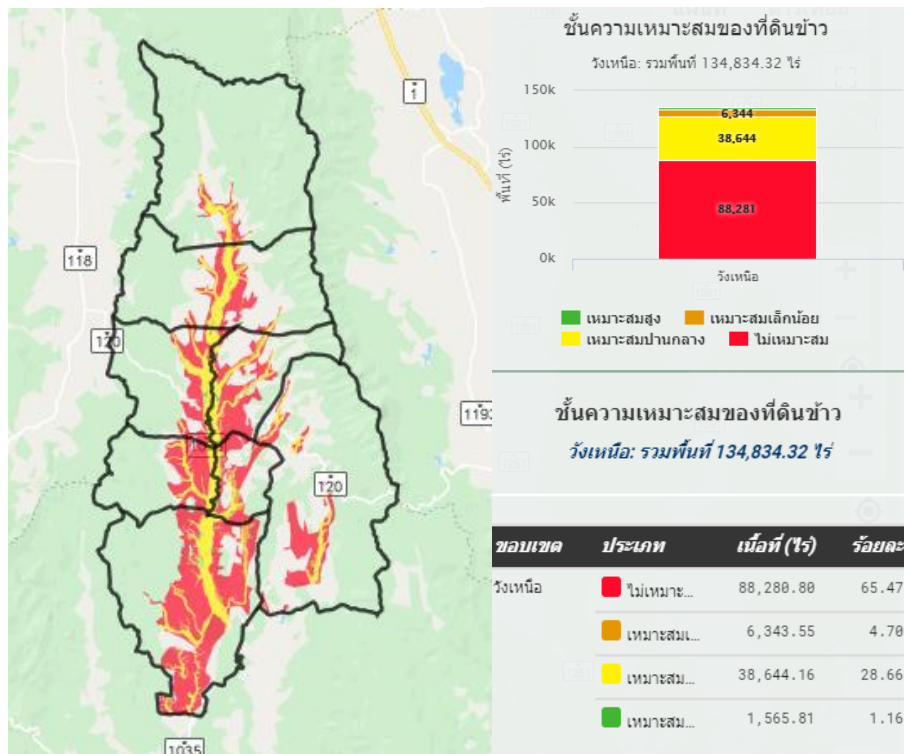 1
118
120
1193
120
1035
ชั้นความเหมาะสมของที่ดินข้าว
วังเหนือ: รวมพื้นที่ 134,834.32 ไร่
พื้นที่ (ไร่)
150k
100k
50k
0k
6,344
38,644
88,281
วังเหนือ
เหมาะสมสูง เหมาะสมเล็กน้อย
เหมาะสมปานกลาง ไม่เหมาะสม
ชั้นความเหมาะสมของที่ดินข้าว
วังเหนือ: รวมพื้นที่ 134,834.32 ไร่
ขอบเขต ประเภท เนื้อที่ (ไร่) ร้อยละ
วังเหนือ ไม่เหมาะ... 88,280.80 65.47
เหมาะสมเ... 6,343.55 4.70
เหมาะสม... 38,644.16 28.66
เหมาะสม... 1,565.81 1.16